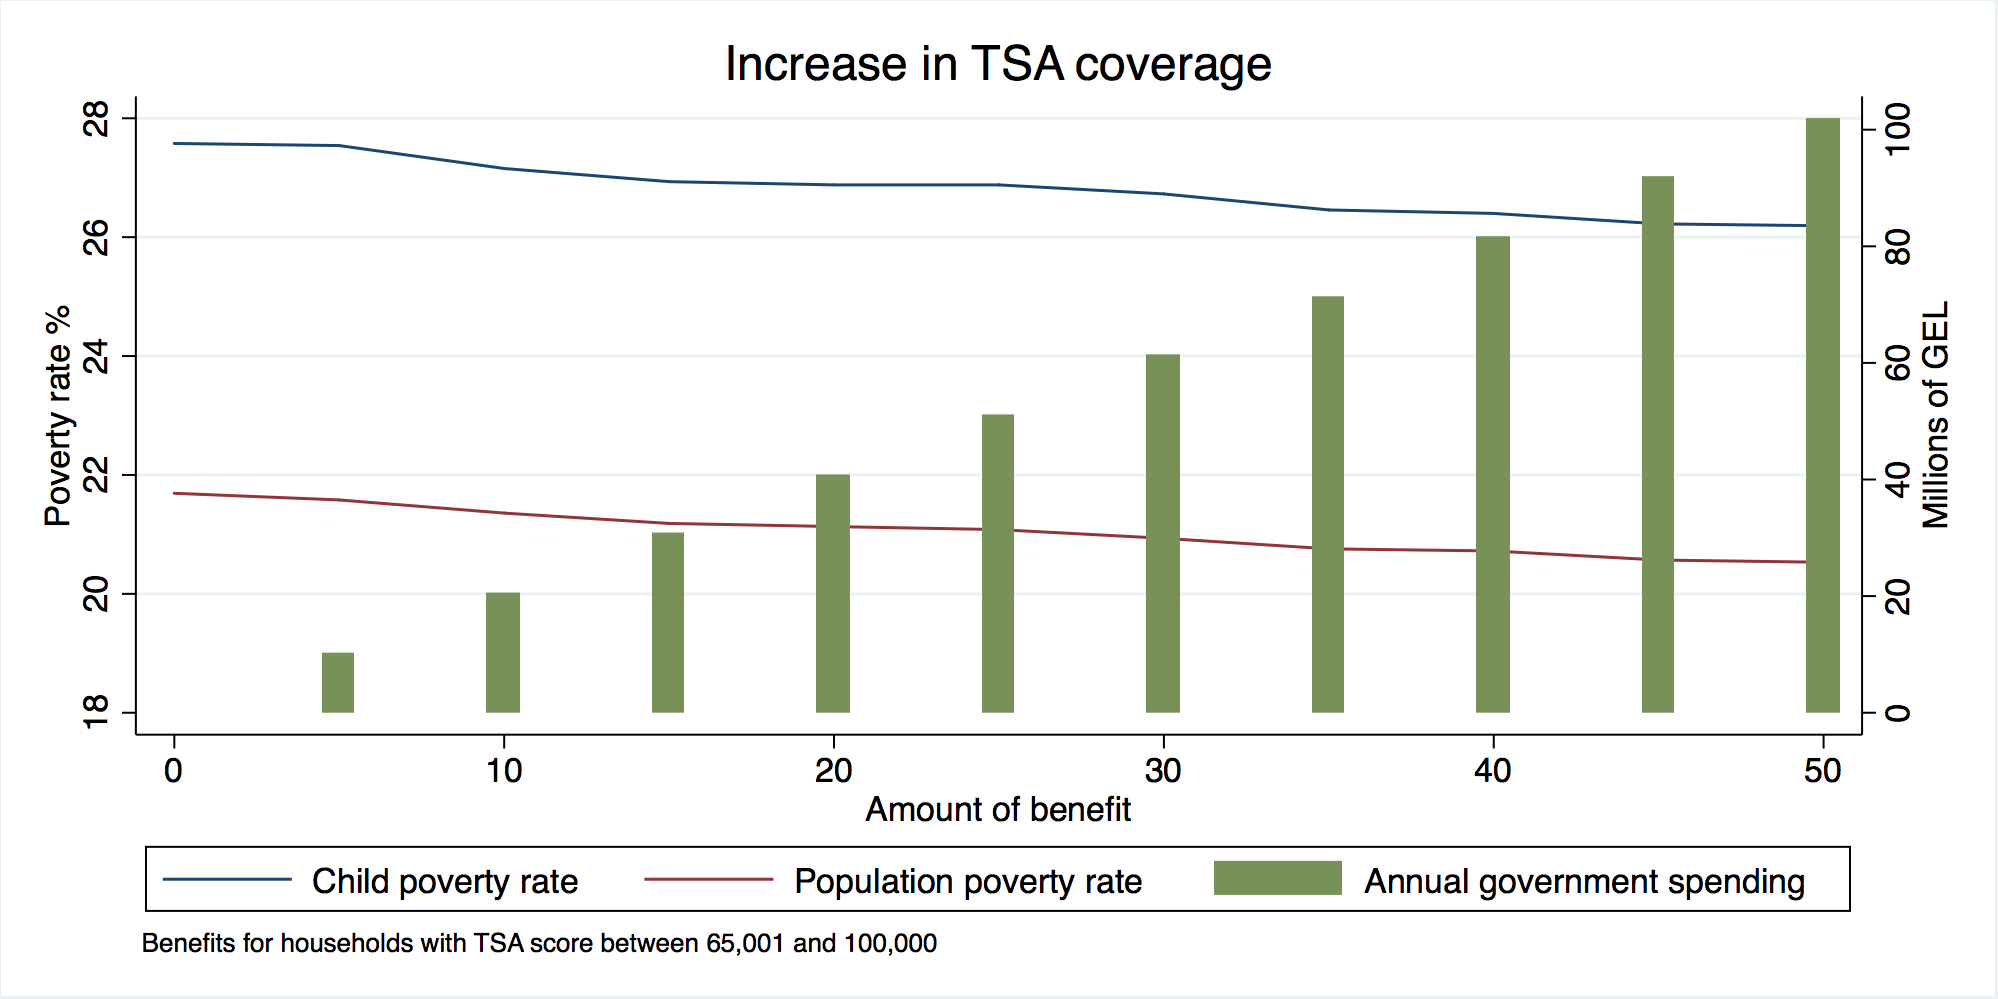 Increase in TSA coverage
28
26
24
22
20
18
Poverty rate %
100
80
60
40
20
0
Millions of GEL
0 10 20 30 40 50
Amount of benefit
Child poverty rate Population poverty rate Annual government spending
Benefits for households with TSA score between 65,001 and 100,000